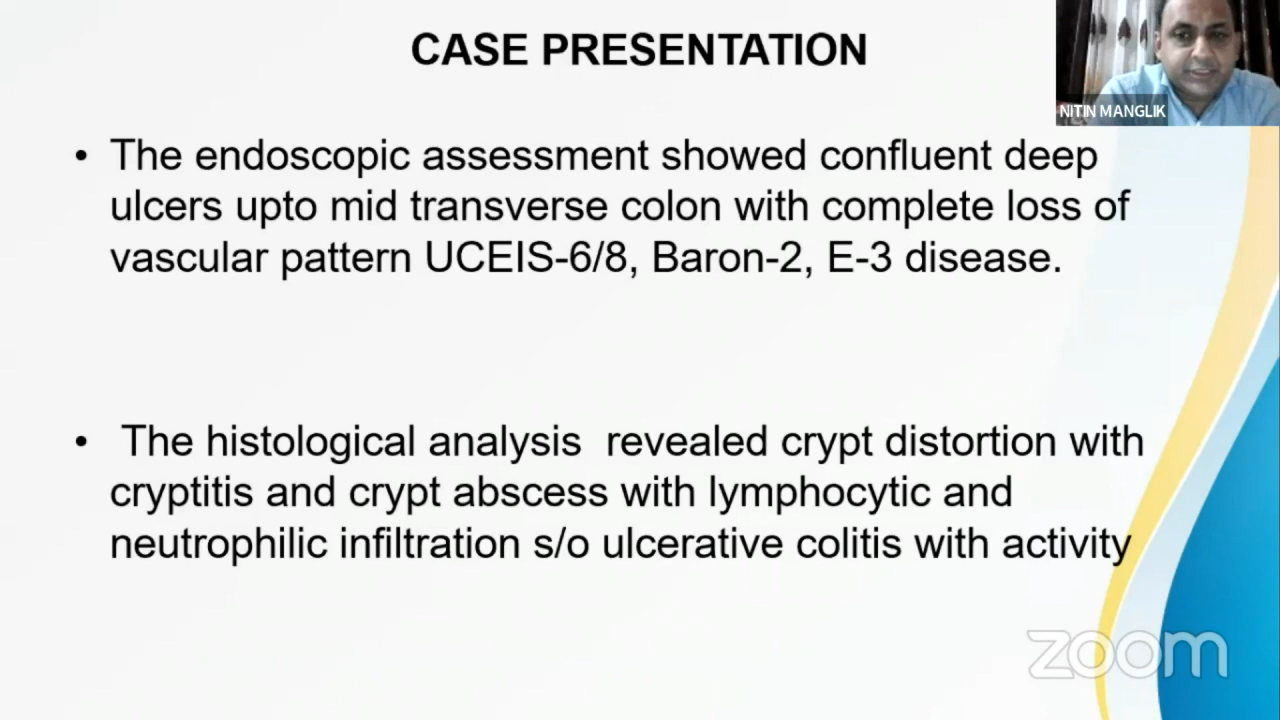 CASE PRESENTATION
NITIN MANGLIK
• The endoscopic assessment showed confluent deep
ulcers upto mid transverse colon with complete loss of
vascular pattern UCEIS-6/8, Baron-2, E-3 disease.
• The histological analysis revealed crypt distortion with
cryptitis and crypt abscess with lymphocytic and
neutrophilic infiltration s/o ulcerative colitis with activity
zoom